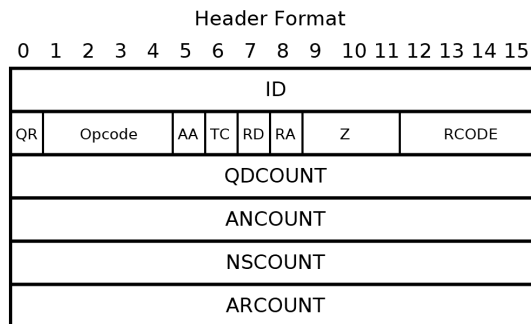 Header Format
0 1 2 3 4 5 6 7 8 9 10 11 12 13 14 15
ID
QR Opcode AA TC RD RA Z RCODE
QDCOUNT
ANCOUNT
NSCOUNT
ARCOUNT